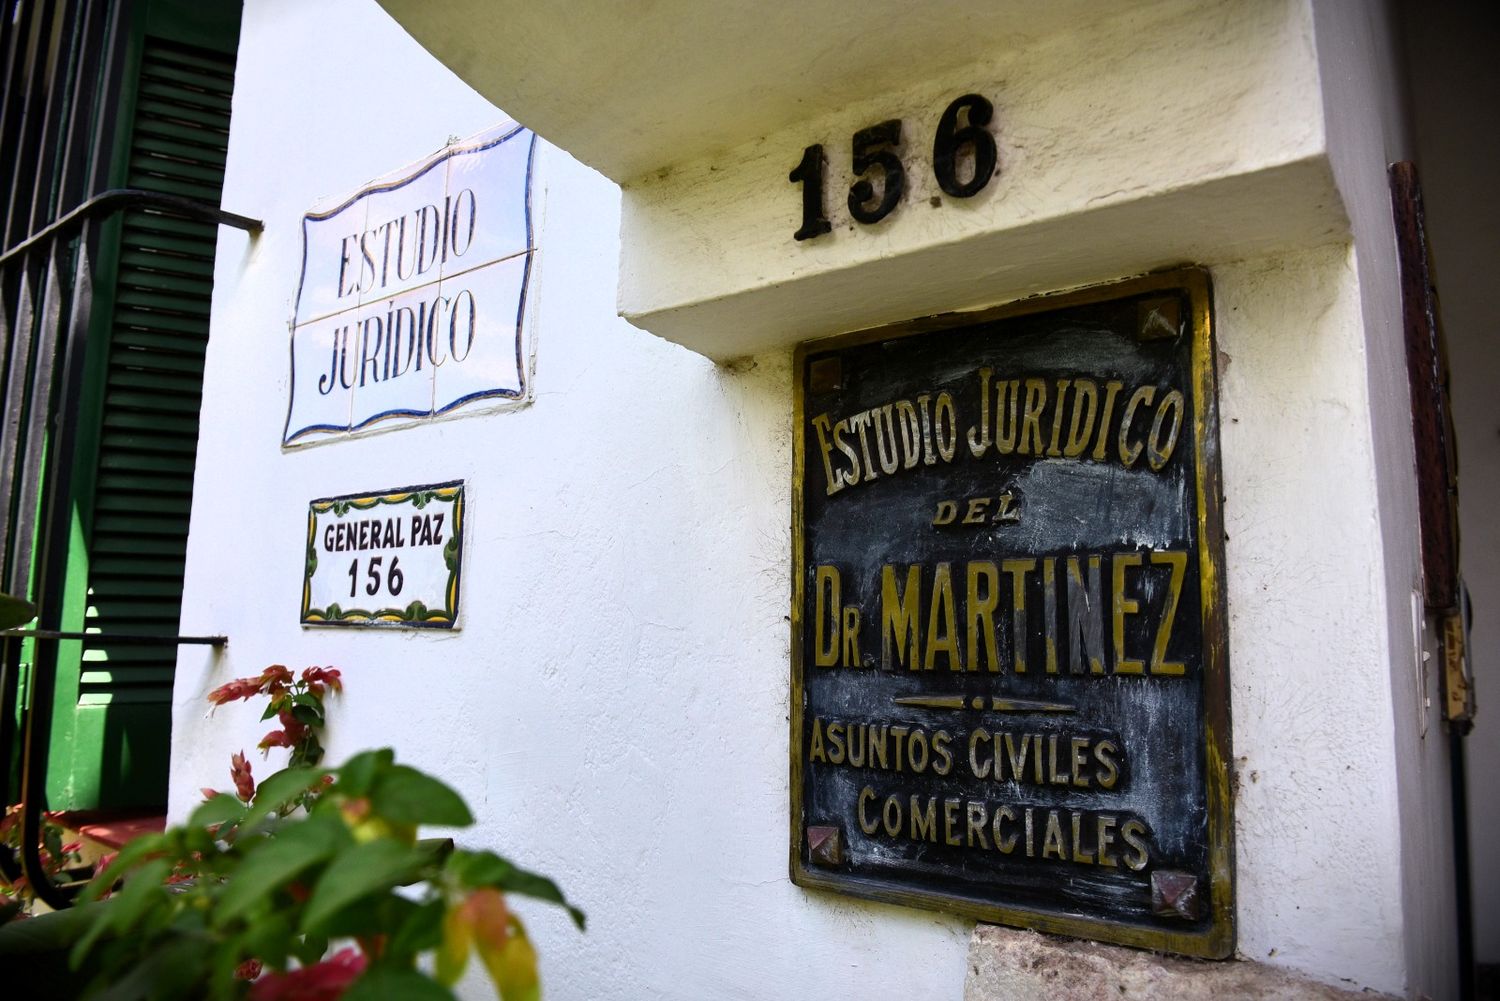 ESTUDIO
JURÍDICO
GENERAL PAZ
156
156
ESTUDIO JURIDICO
DEL
DR. MARTINEZ
ASUNTOS CIVILES
COMERCIALES